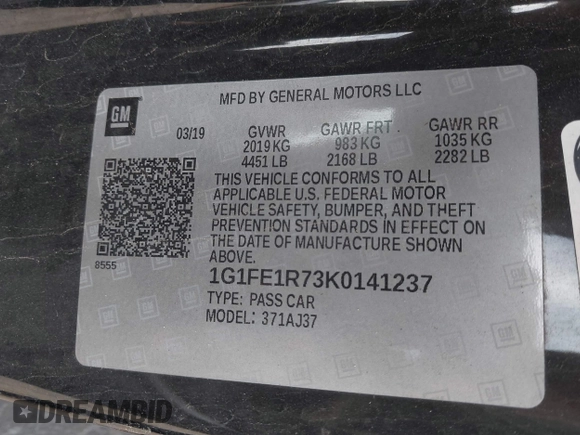 MFD BY GENERAL MOTORS LLC
GM
03/19 GVWR GAWR FRT GAWR RR
2019 KG 983 KG 1035 KG
4451 LB 2168 LB 2282 LB
THIS VEHICLE CONFORMS TO ALL
APPLICABLE U.S. FEDERAL MOTOR
VEHICLE SAFETY, BUMPER, AND THEFT
PREVENTION STANDARDS IN EFFECT ON
THE DATE OF MANUFACTURE SHOWN
ABOVE.
8555
1G1FE1R73K0141237
TYPE: PASS CAR
MODEL: 371AJ37
DREAMBID